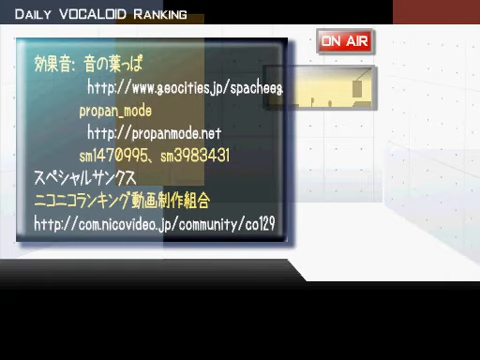 Daily VOCALOID Ranking
ON AIR
効果音: 音の葉っぱ
http://www.geocities.jp/spachees
propan_mode
http://propanmode.net
sm1470995、sm3983431
スペシャルサンクス
ニコニコランキング動画制作組合
http://com.nicovideo.jp/community/co129